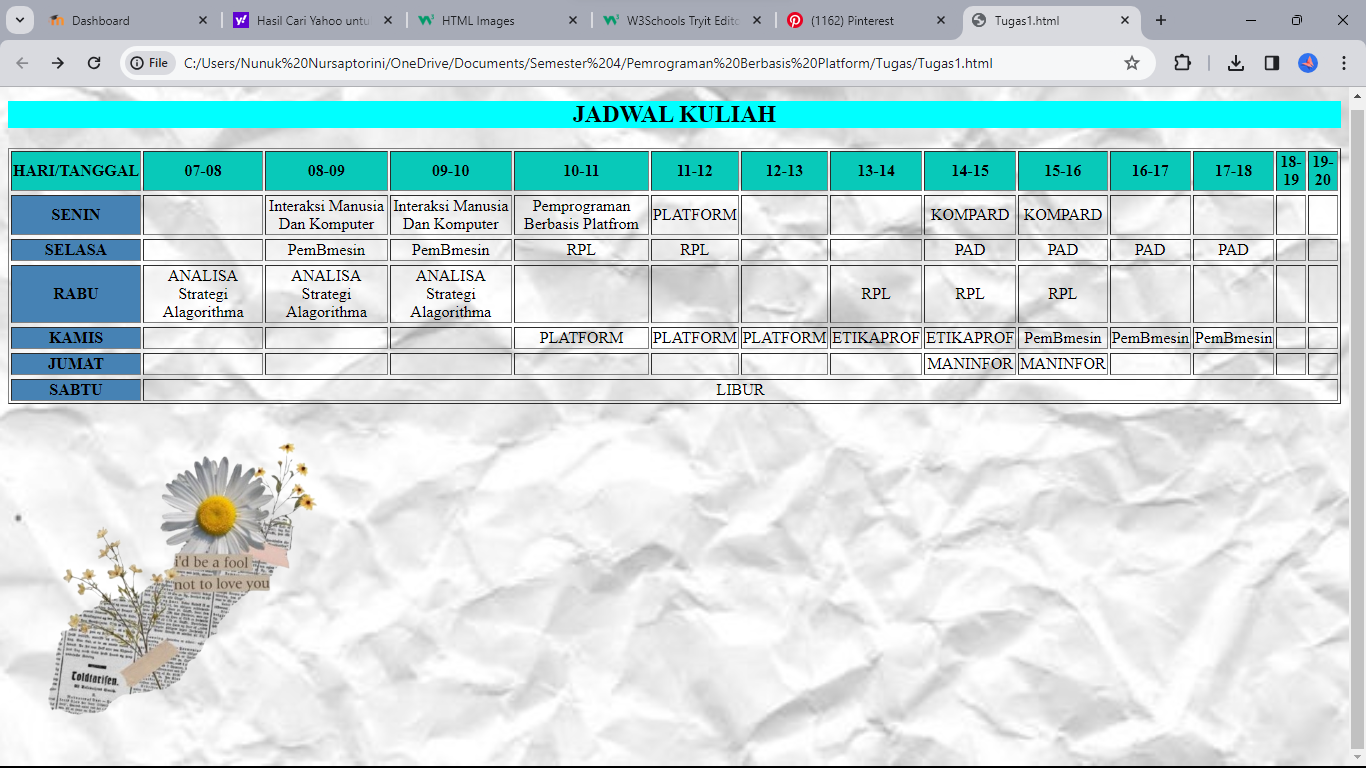 Dashboard
Hasil Cari Yahoo untu
HTML Images
W3Schools Tryit Edito
(1162) Pinterest
Tugas1.html
File
C:/Users/Nunuk%20Nursaptorini/OneDrive/Documents/Semester%204/Pemrograman%20Berbasis%20Platform/Tugas/Tugas1.html
JADWAL KULIAH
HARI/TANGGAL 07-08 08-09 09-10 10-11 11-12 12-13 13-14 14-15 15-16 16-17 17-18 18-19 19-20
SENIN Interaksi Manusia Dan Komputer Interaksi Manusia Dan Komputer Pemprograman Berbasis Platfrom PLATFORM KOMPARD KOMPARD
SELASA PemBmesin PemBmesin RPL RPL PAD PAD PAD PAD
RABU ANALISA Strategi Alagorithma ANALISA Strategi Alagorithma ANALISA Strategi Alagorithma RPL RPL RPL
KAMIS PLATFORM PLATFORM PLATFORM ETIKAPROF ETIKAPROF PemBmesin PemBmesin PemBmesin
JUMAT MANINFOR MANINFOR
SABTU LIBUR
i'd be a fool
not to love you